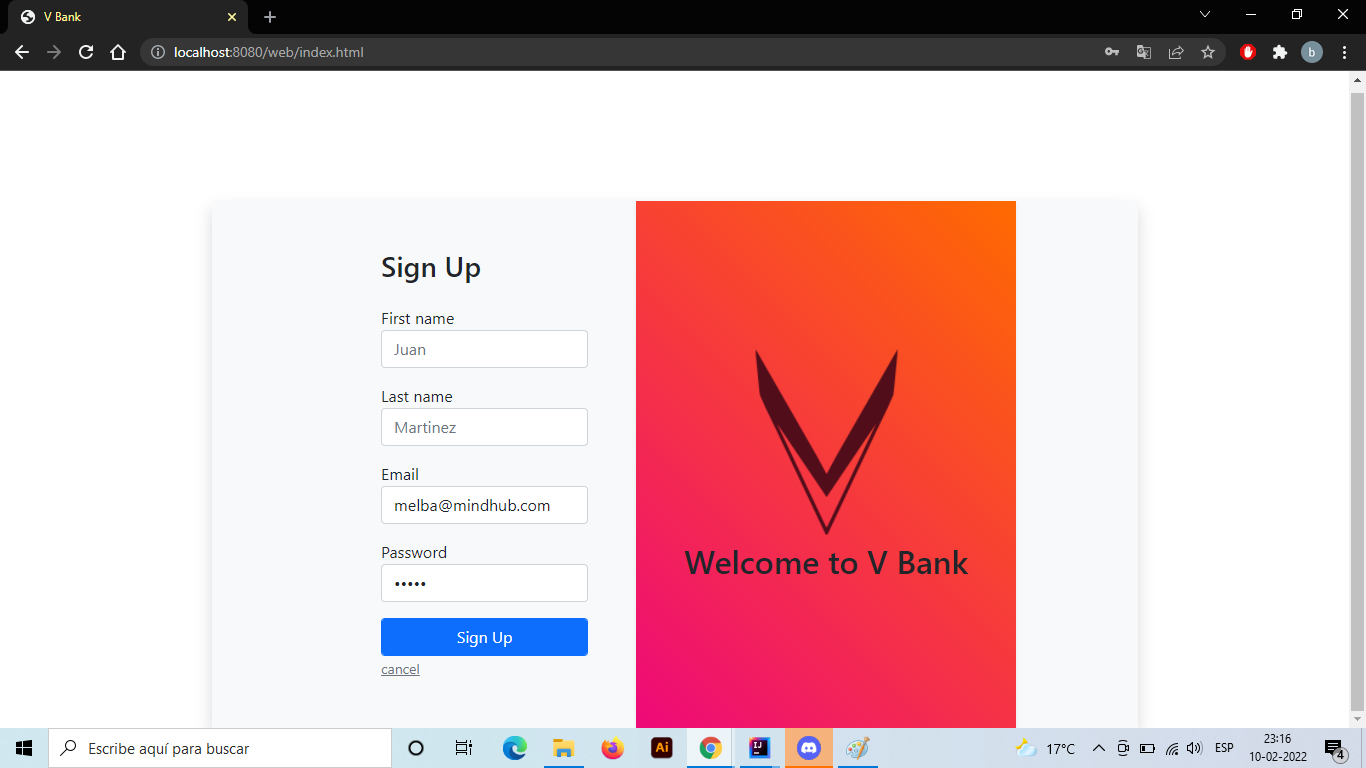 V Bank
localhost:8080/web/index.html
b
Sign Up
First name
Juan
Last name
Martinez
Email
melba@mindhub.com
Password
•••••
Sign Up
cancel
Welcome to V Bank
Escribe aquí para buscar
Ai
IJ
17°C
ESP
23:16
10-02-2022
4